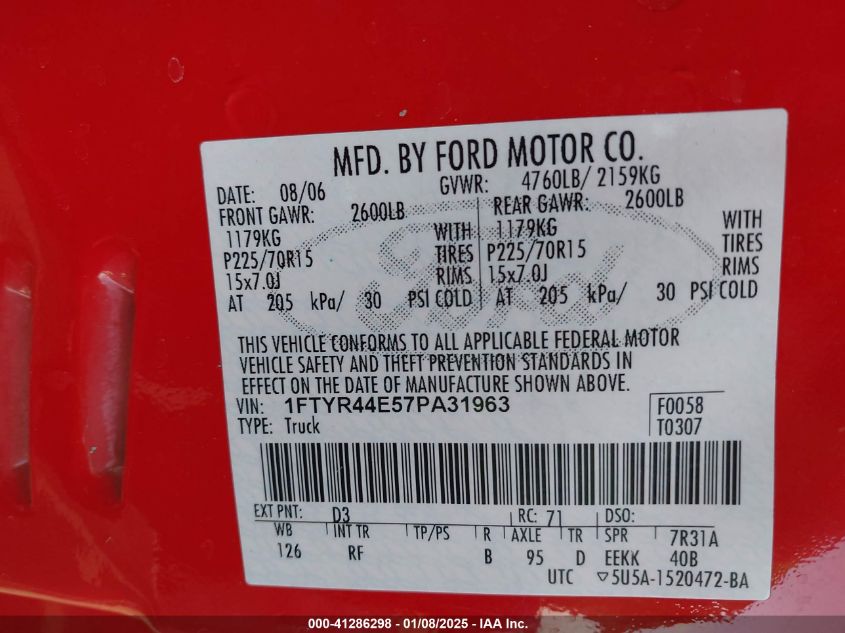 MFD. BY FORD MOTOR CO.
DATE: 08/06 GVWR: 4760LB/ 2159KG
FRONT GAWR: 2600LB REAR GAWR: 2600LB
1179KG WITH 1179KG WITH
P225/70R15 TIRES P225/70R15 TIRES
15x7.0J RIMS 15x7.0J RIMS
AT 205 kPa/ 30 PSI COLD AT 205 kPa/ 30 PSI COLD
Ford
THIS VEHICLE CONFORMS TO ALL APPLICABLE FEDERAL MOTOR
VEHICLE SAFETY AND THEFT PREVENTION STANDARDS IN
EFFECT ON THE DATE OF MANUFACTURE SHOWN ABOVE.
VIN: 1FTYR44E57PA31963 F0058
TYPE: Truck T0307
EXT PNT: D3 RC: 71 DSO:
WB INT TR TP/PS R AXLE TR SPR 7R31A
126 RF B 95 D EEKK 40B
UTC ▽5U5A-1520472-BA
000-41286298 - 01/08/2025 - IAA Inc.